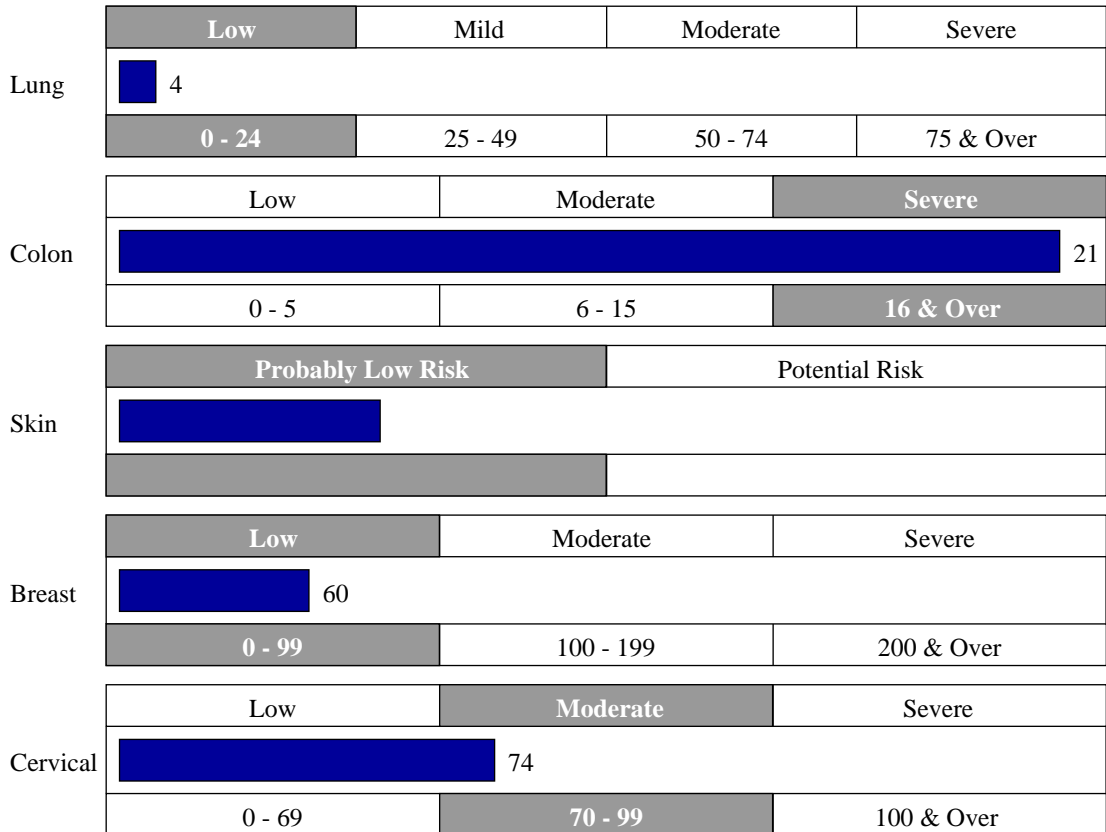 Low Mild Moderate Severe
Lung 4
0 - 24 25 - 49 50 - 74 75 & Over
Low Moderate Severe
Colon 21
0 - 5 6 - 15 16 & Over
Probably Low Risk Potential Risk
Skin
Low Moderate Severe
Breast 60
0 - 99 100 - 199 200 & Over
Low Moderate Severe
Cervical 74
0 - 69 70 - 99 100 & Over